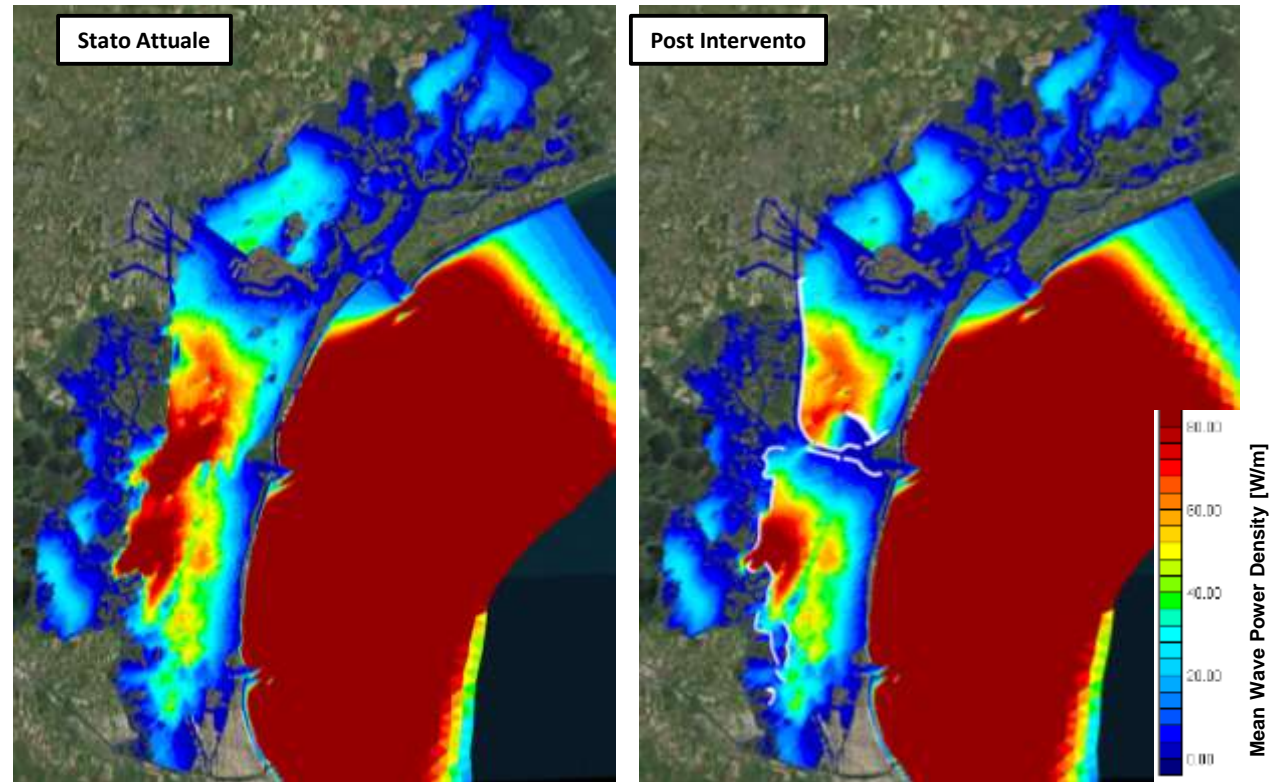 Stato Attuale
Post Intervento
80.00
60.00
40.00
20.00
0.00
Mean Wave Power Density [W/m]